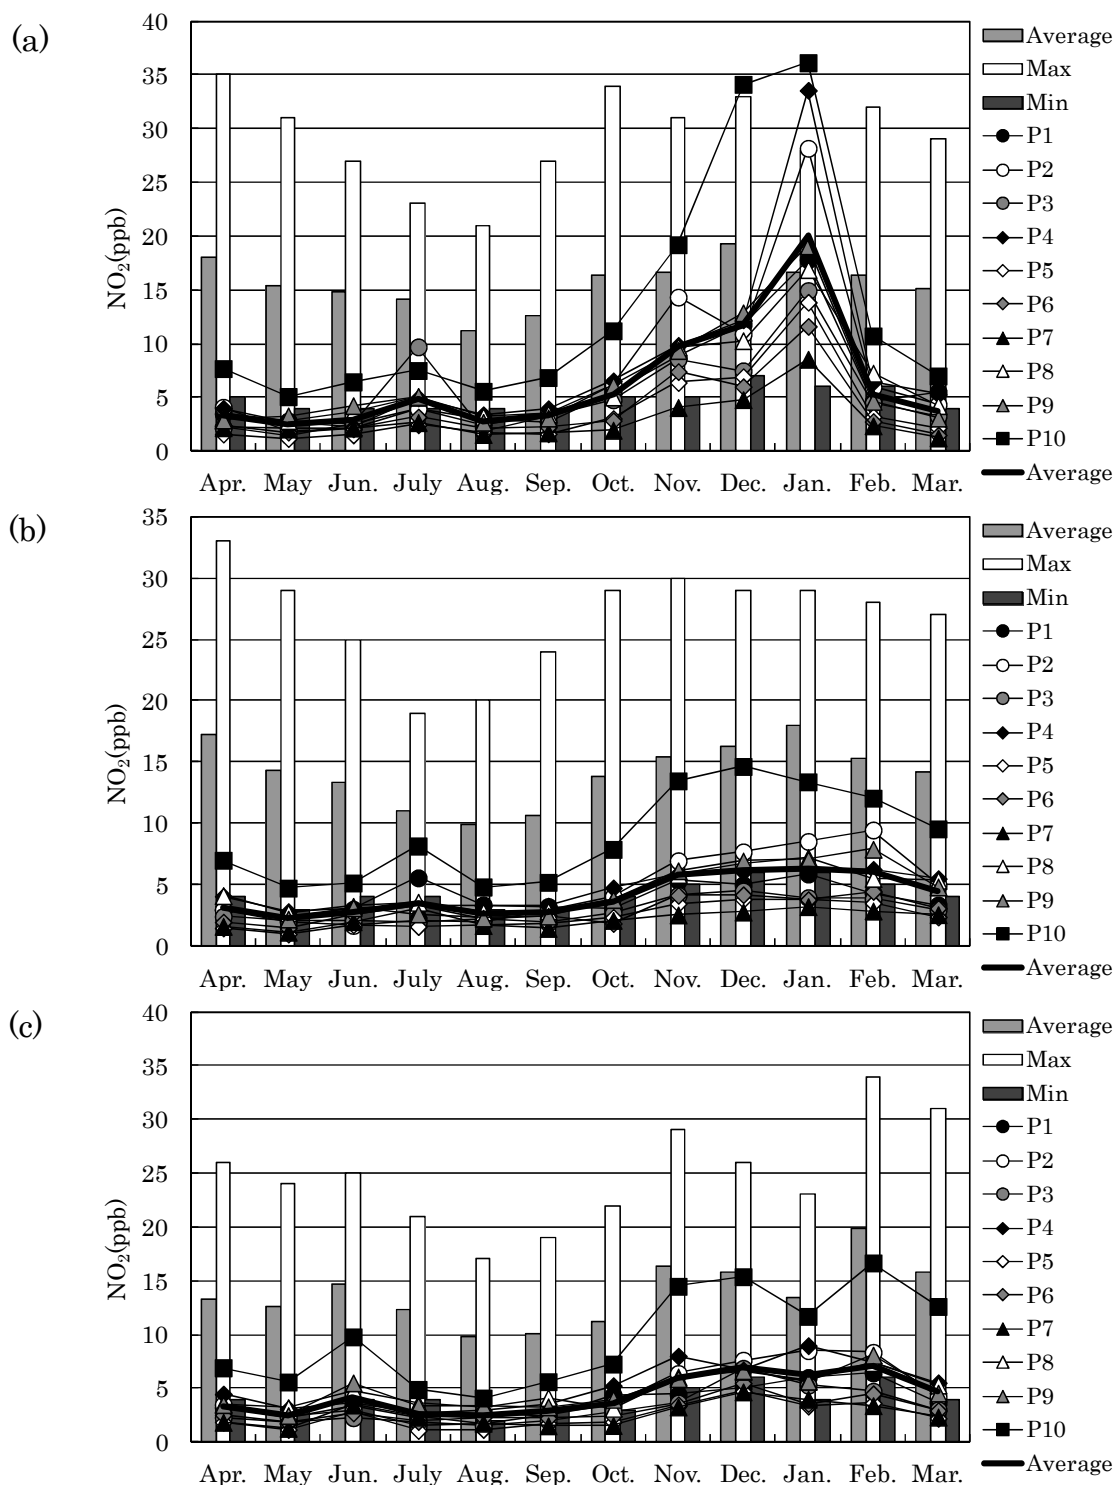 (a)
NO₂(ppb)
40
35
30
25
20
15
10
5
0
Apr. May Jun. July Aug. Sep. Oct. Nov. Dec. Jan. Feb. Mar.
Average
Max
Min
P1
P2
P3
P4
P5
P6
P7
P8
P9
P10
Average
(b)
NO₂(ppb)
35
30
25
20
15
10
5
0
Apr. May Jun. July Aug. Sep. Oct. Nov. Dec. Jan. Feb. Mar.
Average
Max
Min
P1
P2
P3
P4
P5
P6
P7
P8
P9
P10
Average
(c)
NO₂(ppb)
40
35
30
25
20
15
10
5
0
Apr. May Jun. July Aug. Sep. Oct. Nov. Dec. Jan. Feb. Mar.
Average
Max
Min
P1
P2
P3
P4
P5
P6
P7
P8
P9
P10
Average